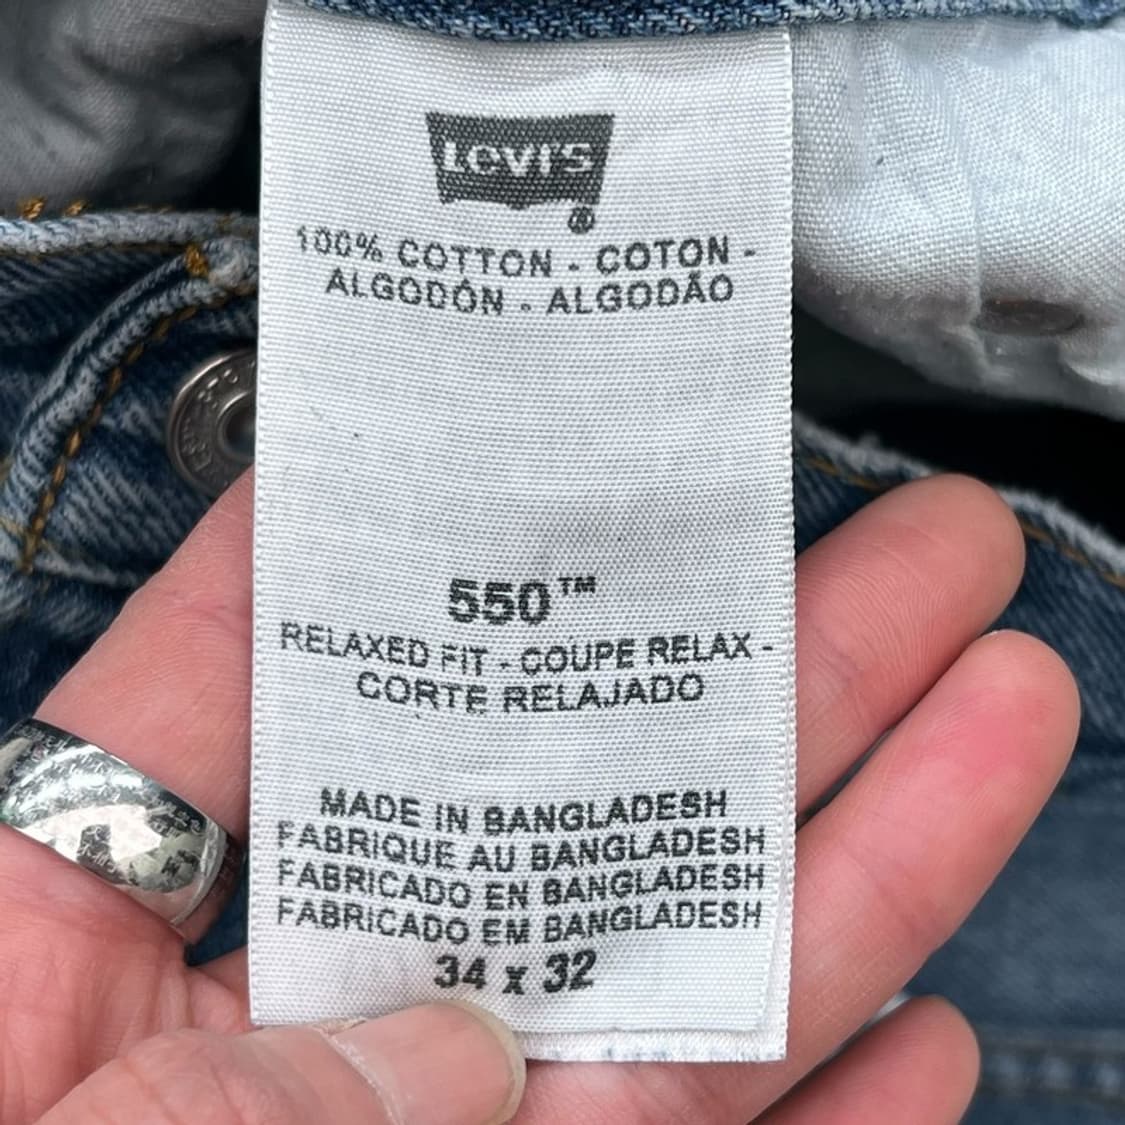 LEVI'S
®
100% COTTON - COTON -
ALGODÓN - ALGODÃO
550™
RELAXED FIT - COUPE RELAX -
CORTE RELAJADO
MADE IN BANGLADESH
FABRIQUE AU BANGLADESH
FABRICADO EN BANGLADESH
FABRICADO EM BANGLADESH
34 x 32